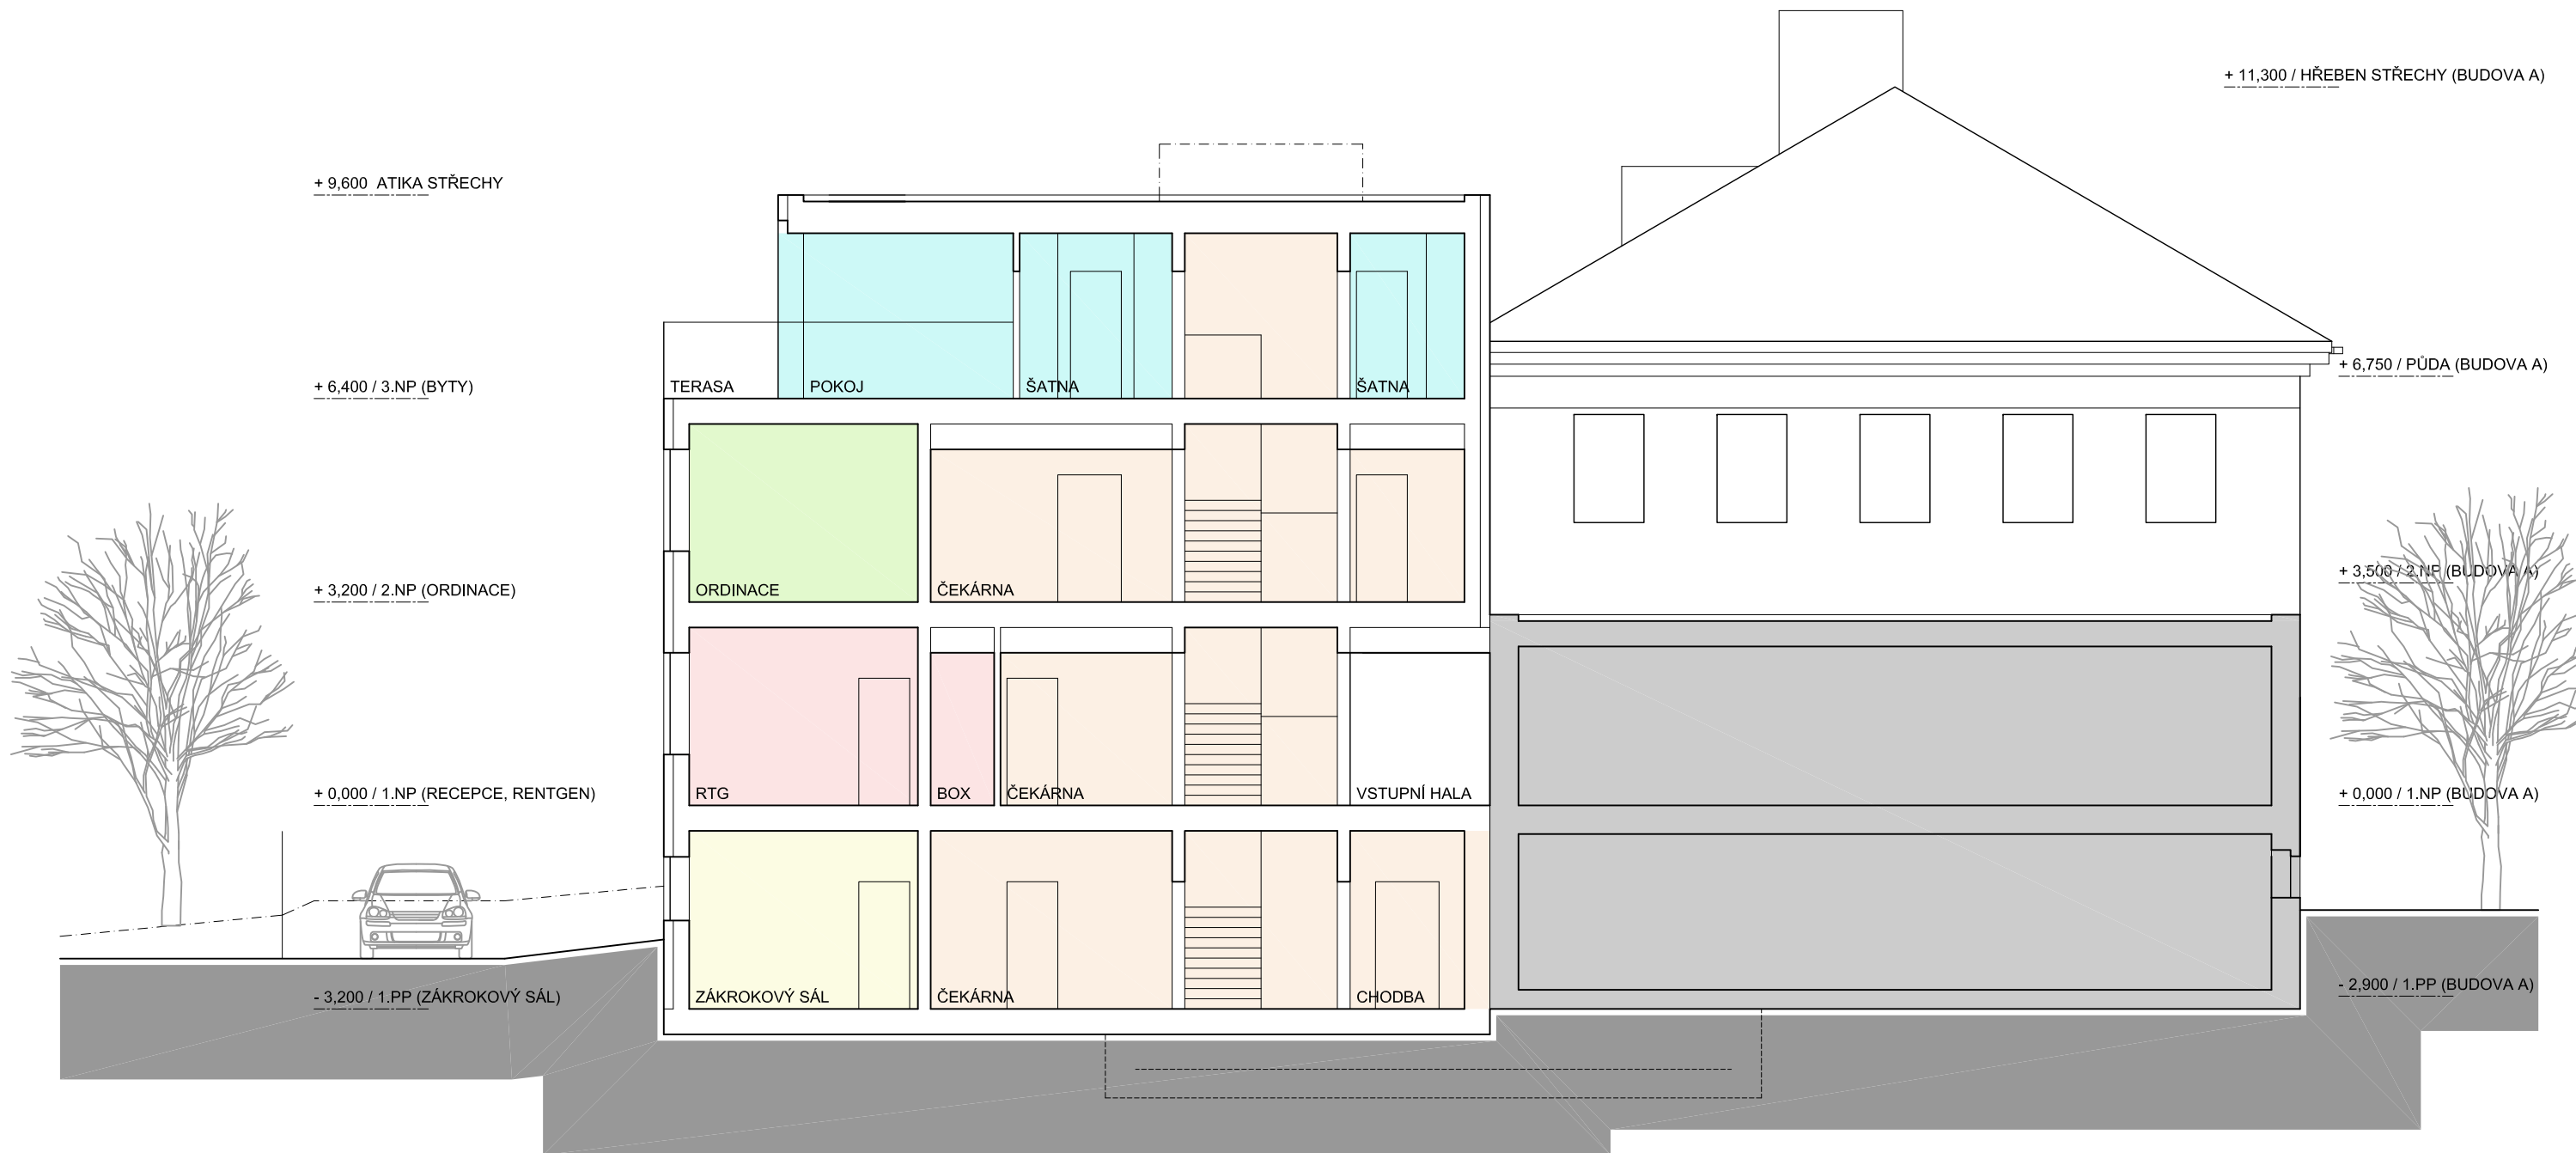 + 11,300 / HŘEBEN STŘECHY (BUDOVA A)
+ 9,600 ATIKA STŘECHY
+ 6,750 / PŮDA (BUDOVA A)
+ 6,400 / 3.NP (BYTY)
TERASA
POKOJ
ŠATNA
ŠATNA
+ 3,500 / 2.NP (BUDOVA A)
+ 3,200 / 2.NP (ORDINACE)
ORDINACE
ČEKÁRNA
+ 0,000 / 1.NP (RECEPCE, RENTGEN)
RTG
BOX
ČEKÁRNA
VSTUPNÍ HALA
+ 0,000 / 1.NP (BUDOVA A)
- 3,200 / 1.PP (ZÁKROKOVÝ SÁL)
ZÁKROKOVÝ SÁL
ČEKÁRNA
CHODBA
- 2,900 / 1.PP (BUDOVA A)